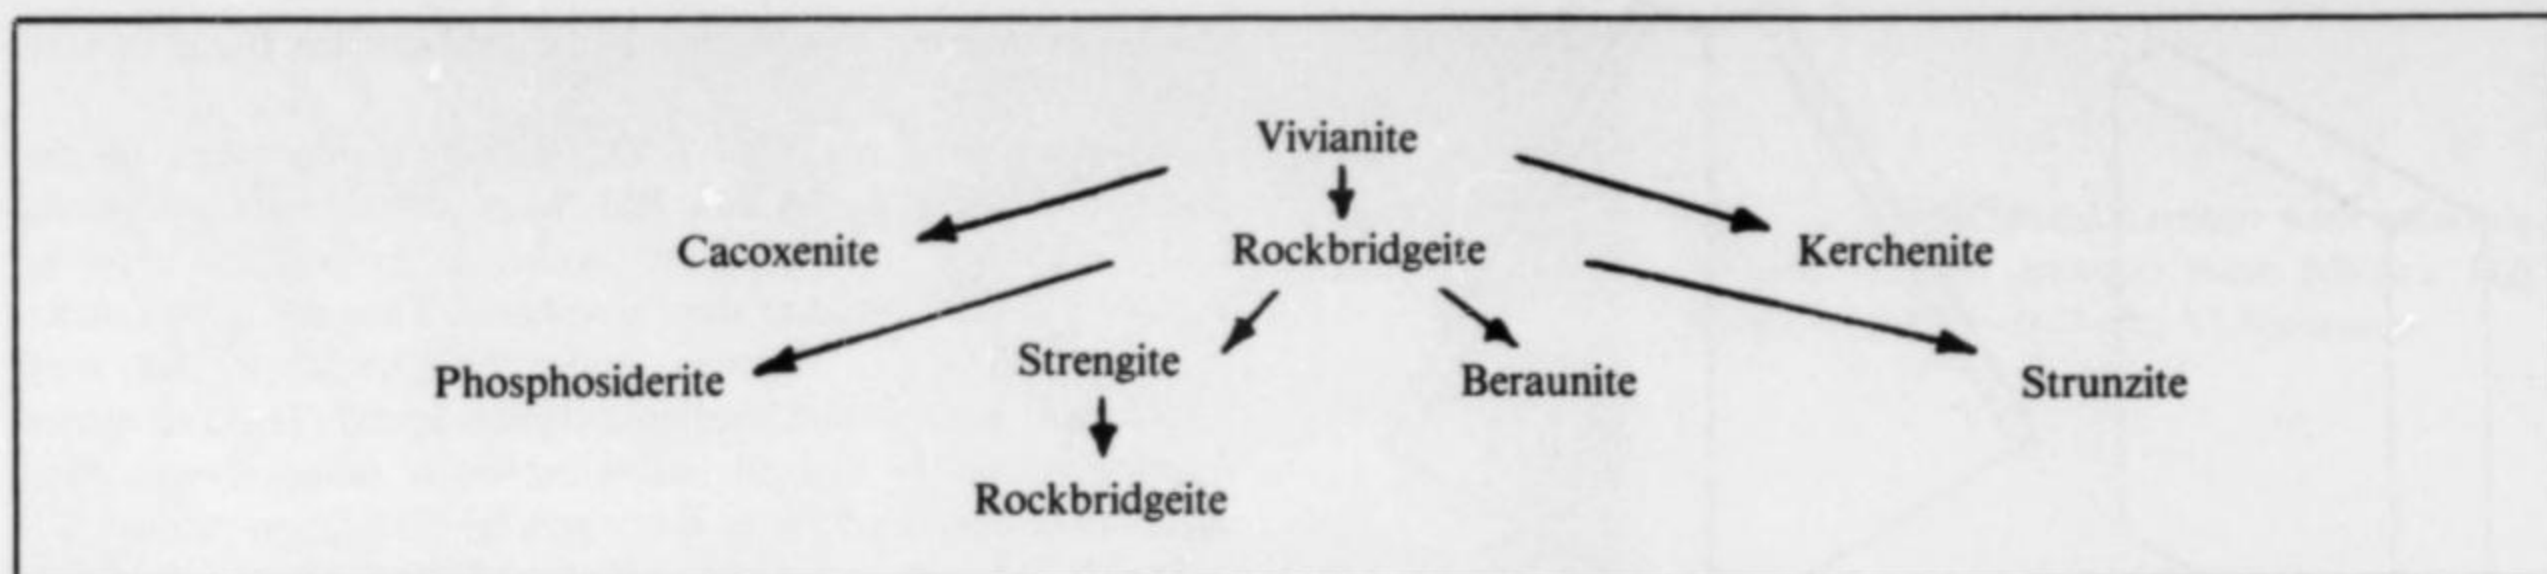 Vivianite
Cacoxenite Rockbridgeite Kerchenite
Strengite
Phosphosiderite Beraunite Strunzite
Rockbridgeite